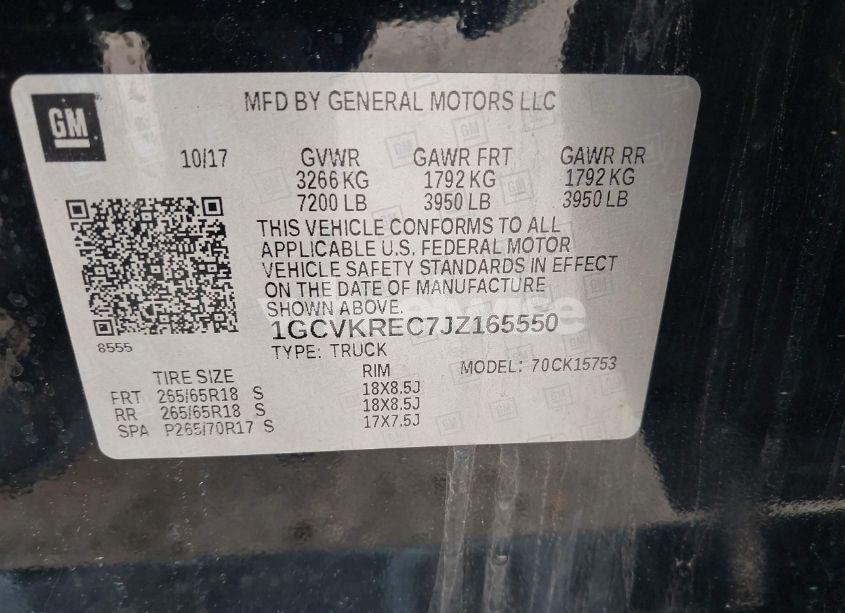 GM
MFD BY GENERAL MOTORS LLC
10/17 GVWR GAWR FRT GAWR RR
3266 KG 1792 KG 1792 KG
7200 LB 3950 LB 3950 LB
THIS VEHICLE CONFORMS TO ALL
APPLICABLE U.S. FEDERAL MOTOR
VEHICLE SAFETY STANDARDS IN EFFECT
ON THE DATE OF MANUFACTURE
SHOWN ABOVE.
1GCVKREC7JZ165550
8555
TYPE: TRUCK MODEL: 70CK15753
TIRE SIZE RIM
FRT 265/65R18 S 18X8.5J
RR 265/65R18 S 18X8.5J
SPA P265/70R17 S 17X7.5J